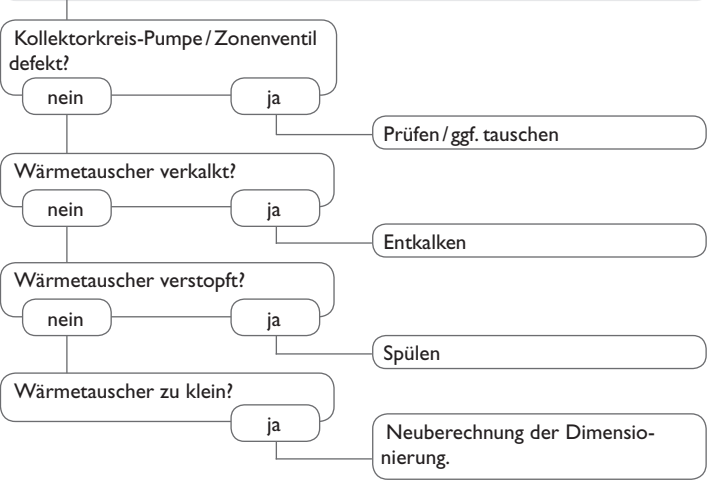 Kollektorkreis-Pumpe / Zonenventil
defekt?
nein
ja
Prüfen / ggf. tauschen
Wärmetauscher verkalkt?
nein
ja
Entkalken
Wärmetauscher verstopft?
nein
ja
Spülen
Wärmetauscher zu klein?
ja
Neuberechnung der Dimensio-
nierung.